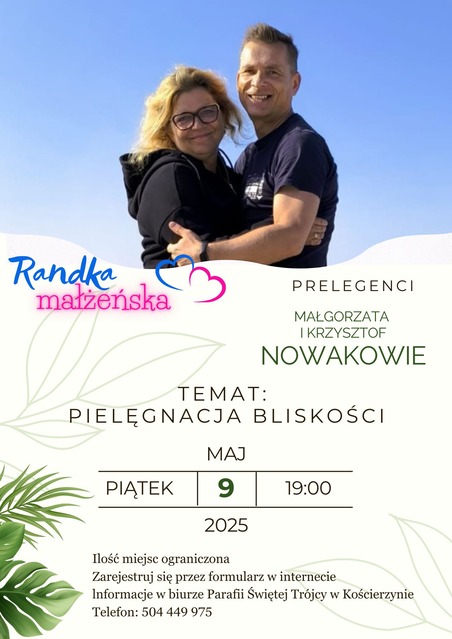 Randka
małżeńska
PRELEGENCI
MAŁGORZATA
I KRZYSZTOF
NOWAKOWIE
TEMAT:
PIELĘGNACJA BLISKOŚCI
MAJ
PIĄTEK 9 19:00
2025
Ilość miejsc ograniczona
Zarejestruj się przez formularz w internecie
Informacje w biurze Parafii Świętej Trójcy w Kościerzynie
Telefon: 504 449 975